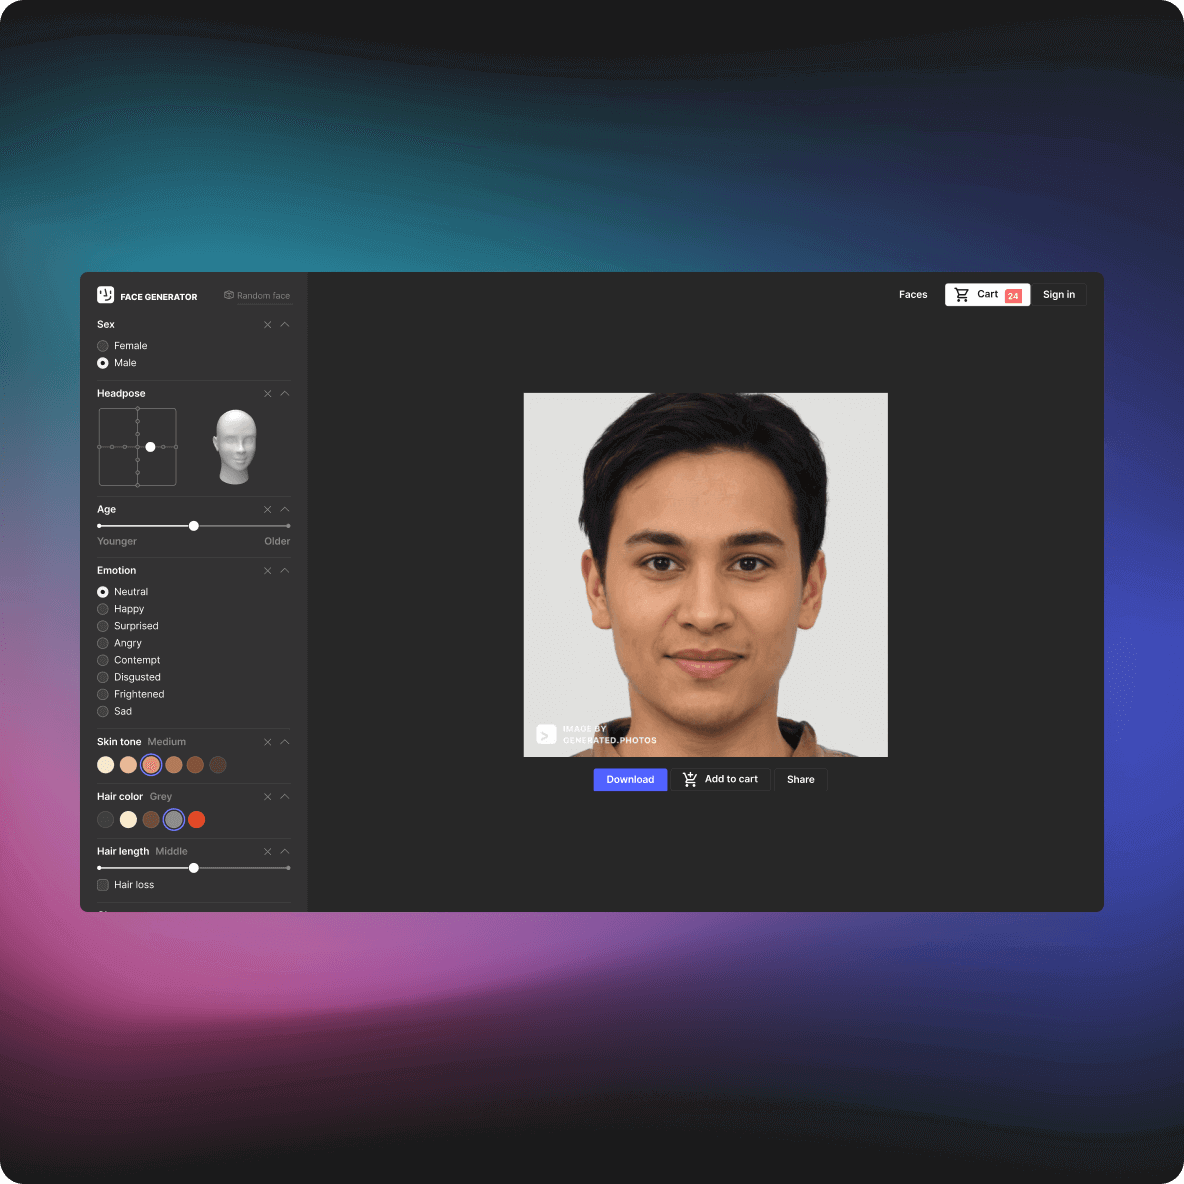 FACE GENERATOR
Random face
Sex
Female
Male
Headpose
Age
Younger
Older
Emotion
Neutral
Happy
Surprised
Angry
Contempt
Disgusted
Frightened
Sad
Skin tone Medium
Hair color Grey
Hair length Middle
Hair loss
Faces
Cart 24
Sign in
IMAGE BY
GENERATED.PHOTOS
Download
Add to cart
Share